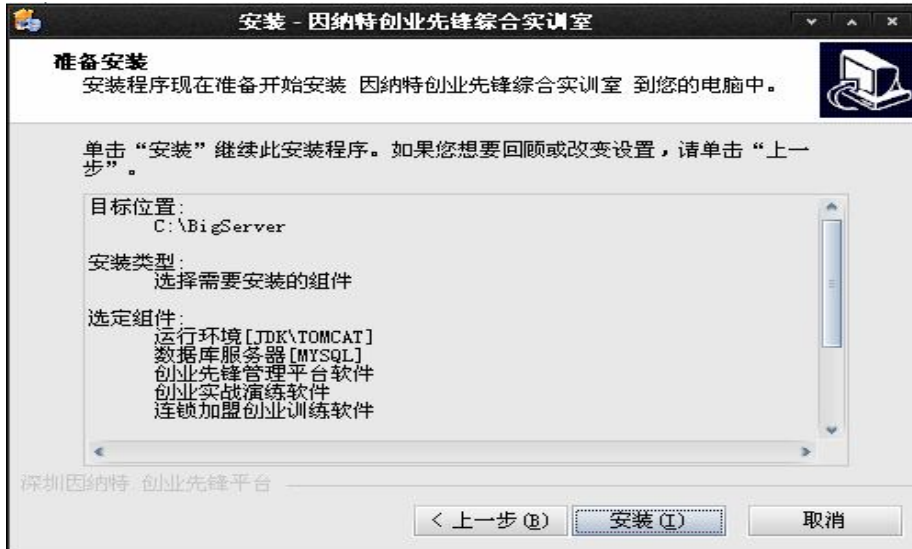 安装 - 因纳特创业先锋综合实训室
准备安装
安装程序现在准备开始安装 因纳特创业先锋综合实训室 到您的电脑中。
单击“安装”继续此安装程序。如果您想要回顾或改变设置，请单击“上一
步”。
目标位置:
C:\BigServer
安装类型:
选择需要安装的组件
选定组件:
运行环境[JDK\TOMCAT]
数据库服务器[MYSQL]
创业先锋管理平台软件
创业实战演练软件
连锁加盟创业训练软件
深圳因纳特 创业先锋平台
< 上一步(B)
安装(I)
取消